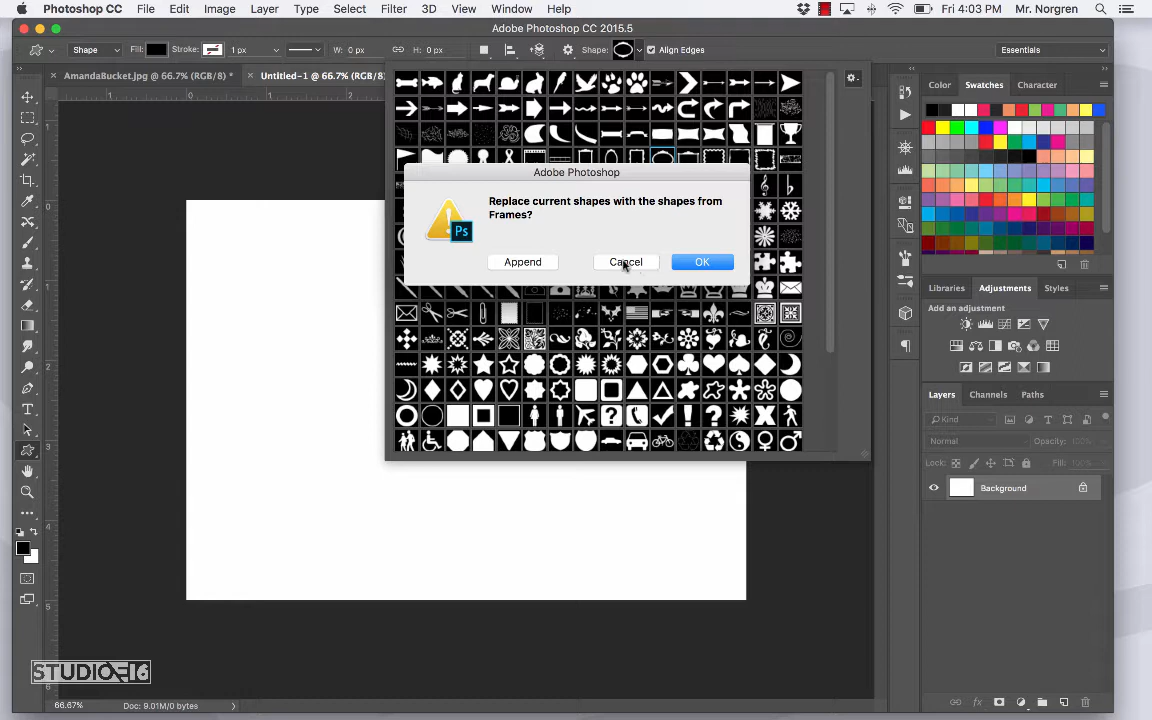 Photoshop CC File Edit Image Layer Type Select Filter 3D View Window Help Fri 4:03 PM Mr. Norgren
Adobe Photoshop CC 2015.5
Shape Fill: Stroke: 1 px W: 0 px H: 0 px Shape: Align Edges Essentials
AmandaBucket.jpg @ 66.7% (RGB/8) * Untitled-1 @ 66.7% (RGB/8)
Color Swatches Character
Adobe Photoshop
Replace current shapes with the shapes from
Frames?
Append Cancel OK
Libraries Adjustments Styles
Add an adjustment
Layers Channels Paths
Kind
Normal Opacity: 100%
Lock: Fill: 100%
Background
STUDIO E16
66.67% Doc: 9.01M/0 bytes